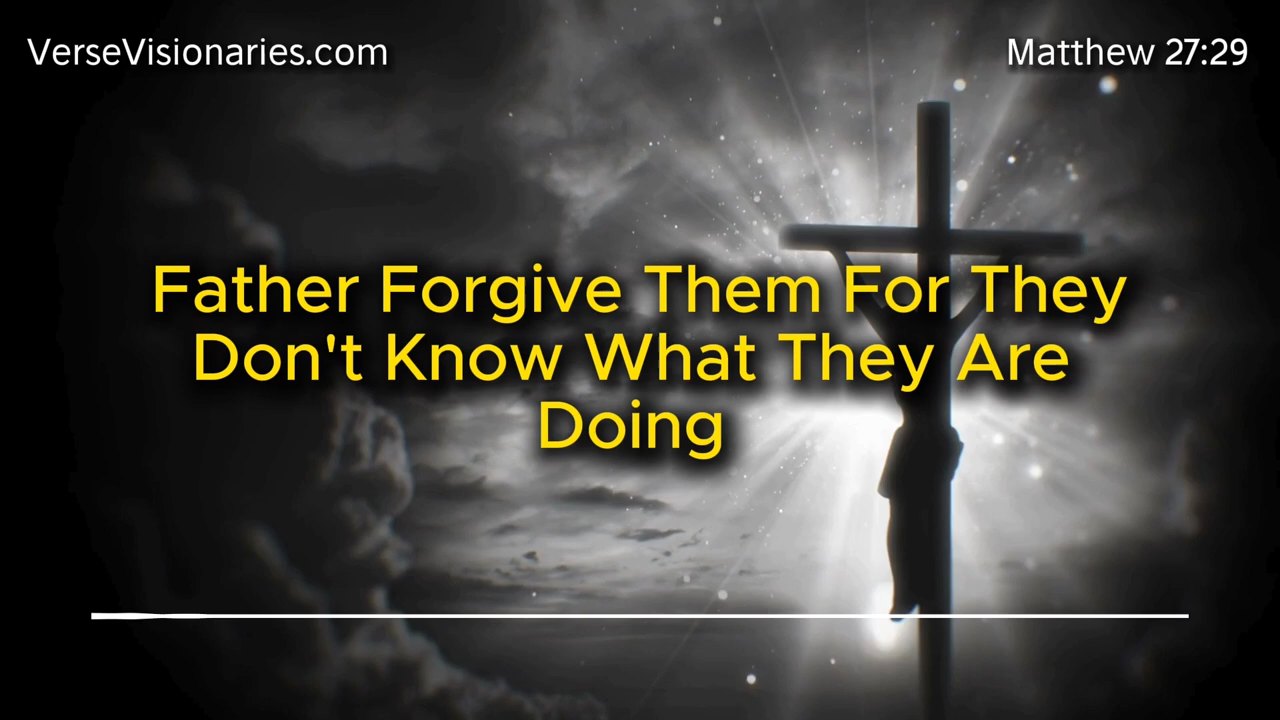 VerseVisionaries.com
Matthew 27:29
Father Forgive Them For They
Don't Know What They Are
Doing